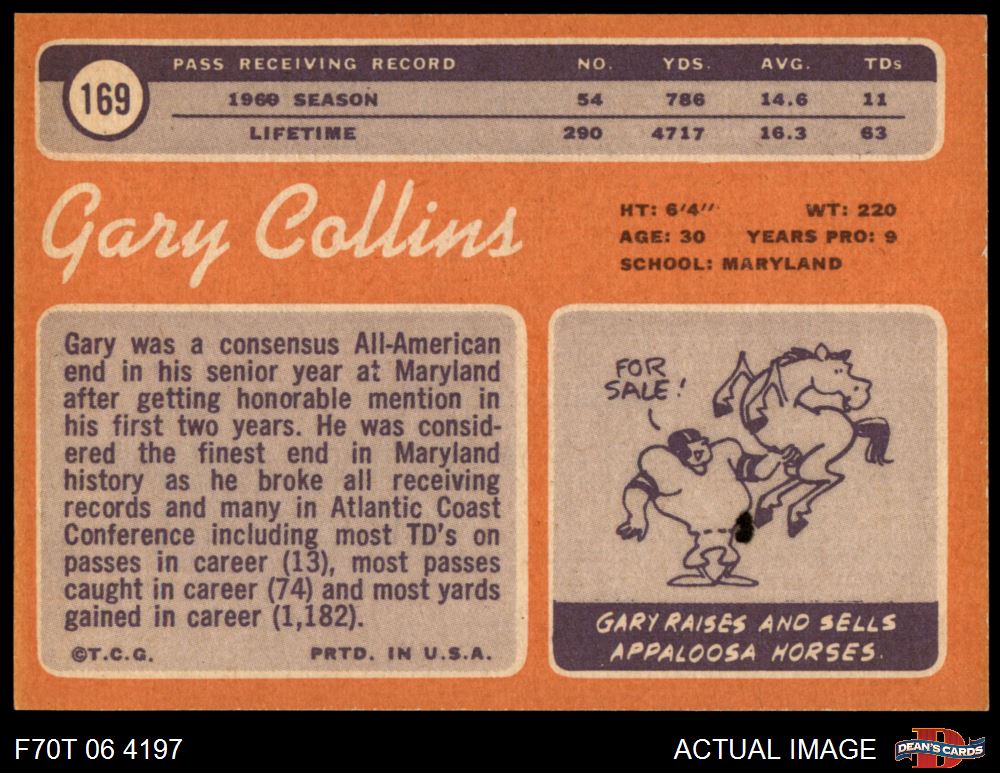 PASS RECEIVING RECORD NO. YDS. AVG. TDs
169
1969 SEASON 54 786 14.6 11
LIFETIME 290 4717 16.3 63
Gary Collins
HT: 6'4" WT: 220
AGE: 30 YEARS PRO: 9
SCHOOL: MARYLAND
Gary was a consensus All-American
end in his senior year at Maryland
after getting honorable mention in
his first two years. He was consid-
ered the finest end in Maryland
history as he broke all receiving
records and many in Atlantic Coast
Conference including most TD's on
passes in career (13), most passes
caught in career (74) and most yards
gained in career (1,182).
©T.C.G. PRTD. IN U.S.A.
FOR
SALE!
GARY RAISES AND SELLS
APPALOOSA HORSES.
F70T 06 4197 ACTUAL IMAGE
DEAN'S CARDS